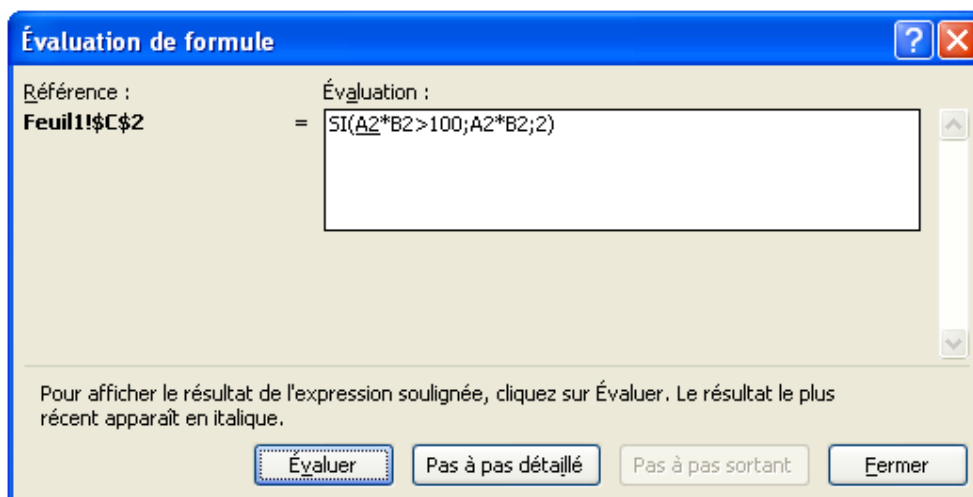 Évaluation de formule
Référence :
Évaluation :
Feuil1!$C$2
=
SI(A2*B2>100;A2*B2;2)
Pour afficher le résultat de l'expression soulignée, cliquez sur Évaluer. Le résultat le plus
récent apparaît en italique.
Évaluer
Pas à pas détaillé
Pas à pas sortant
Fermer